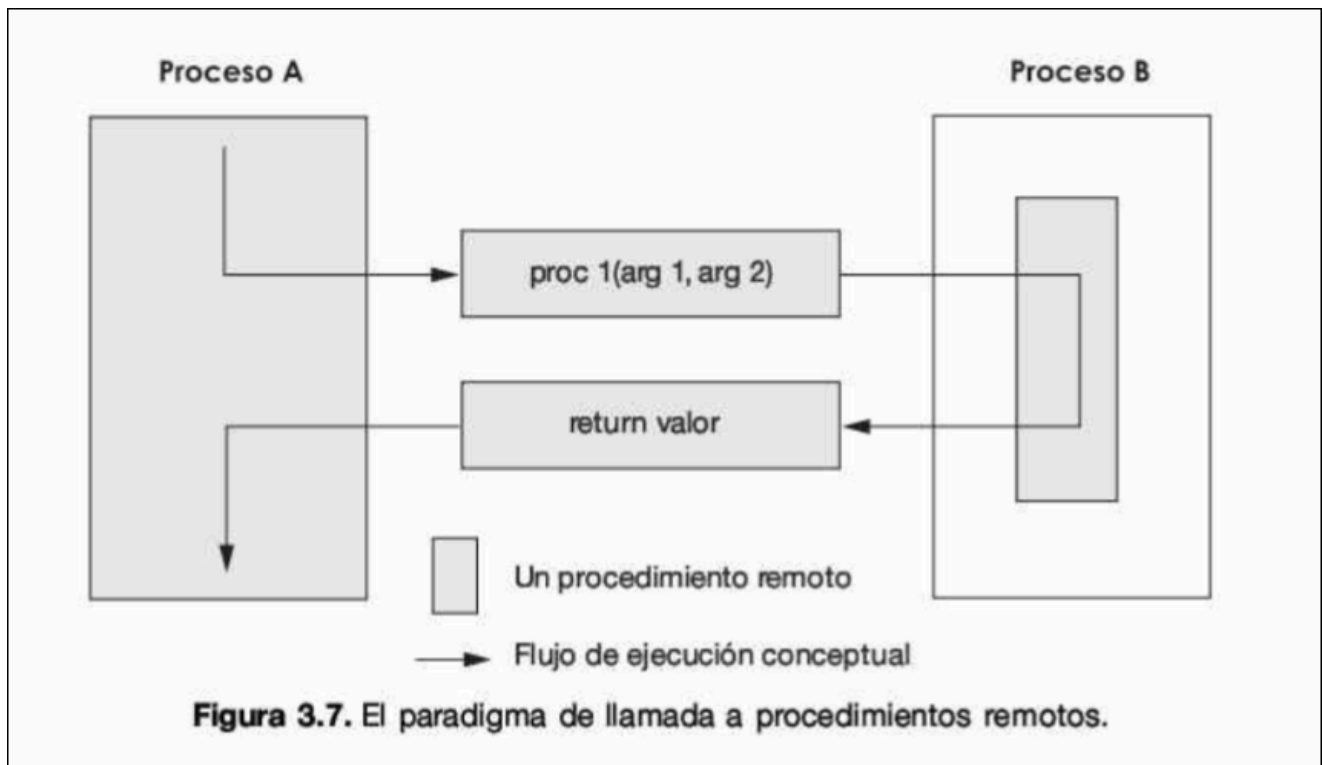 Proceso A
Proceso B
proc 1(arg 1, arg 2)
return valor
Un procedimiento remoto
Flujo de ejecución conceptual
Figura 3.7. El paradigma de llamada a procedimientos remotos.